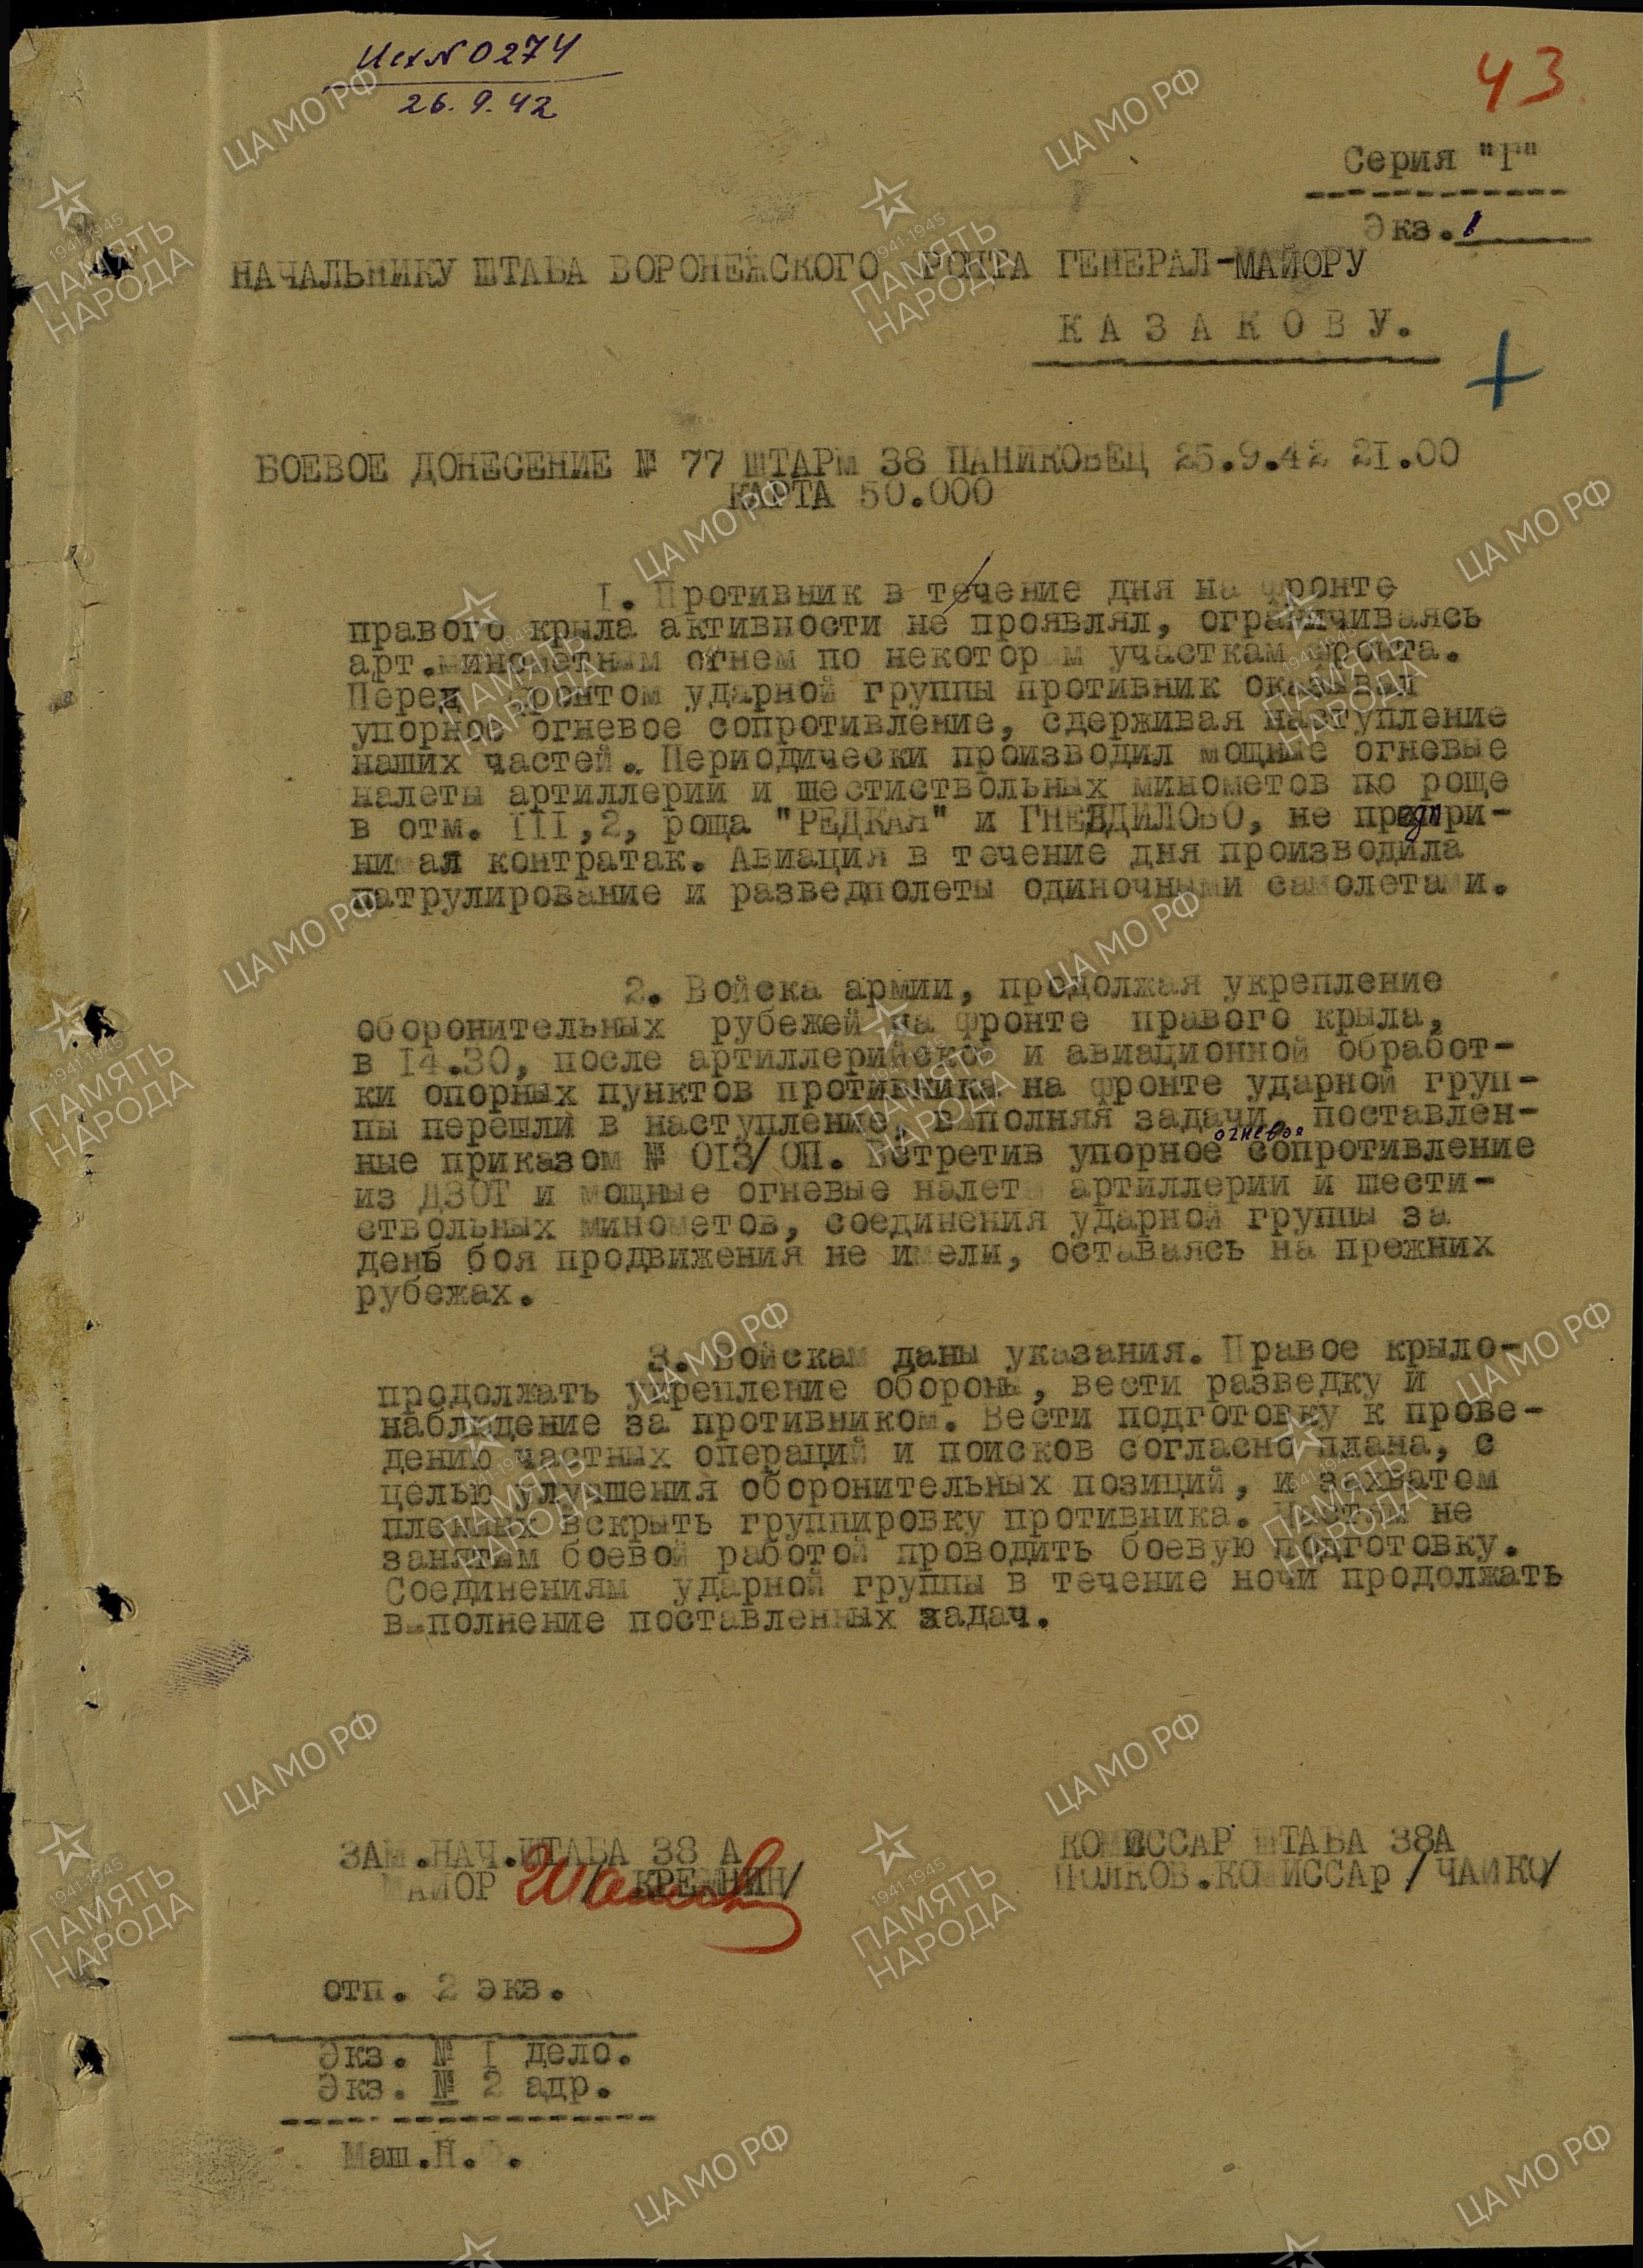 Исх N 0274
26.9.42
43
Серия "Г"
Экз. 1
НАЧАЛЬНИКУ ШТАБА ВОРОНЕЖСКОГО ФРОНТА ГЕНЕРАЛ-МАЙОРУ
КАЗАКОВУ.
+
БОЕВОЕ ДОНЕСЕНИЕ № 77 ШТАРМ 38 ПАНИКОВЕЦ 25.9.42 21.00
КАРТА 50.000
I. Противник в течение дня на фронте
правого крыла активности не проявлял, ограничиваясь
арт.минометным огнем по некоторым участкам фронта.
Перед фронтом ударной группы противник оказывал
упорное огневое сопротивление, сдерживая наступление
наших частей. Периодически производил мощные огневые
налеты артиллерии и шестиствольных минометов по роще
в отм. III,2, роща "РЕДКАЯ" и ГНЕВДИЛОВО, не предпри-
нимал контратак. Авиация в течение дня производила
патрулирование и разведполеты одиночными самолетами.
2. Войска армии, продолжая укрепление
оборонительных рубежей на фронте правого крыла,
в 14.30, после артиллерийской и авиационной обработ-
ки опорных пунктов противника на фронте ударной груп-
пы перешли в наступление, выполняя задачи, поставлен-
ные приказом № 013/ОП. Встретив упорное огневое сопротивление
из ДЗОТ и мощные огневые налеты артиллерии и шести-
ствольных минометов, соединения ударной группы за
день боя продвижения не имели, оставаясь на прежних
рубежах.
3. Войскам даны указания. Правое крыло-
продолжать укрепление обороны, вести разведку и
наблюдение за противником. Вести подготовку к прове-
дению частных операций и поисков согласно плана, с
целью улучшения оборонительных позиций, и захватом
пленных вскрыть группировку противника. Частям не
занятым боевой работой проводить боевую подготовку.
Соединениям ударной группы в течение ночи продолжать
выполнение поставленных задач.
ЗАМ.НАЧ.ШТАБА 38 А
МАЙОР /КРЕМНИН/
КОМИССАР ШТАБА 38А
ПОЛКОВ.КОМИССАР /ЧАЙКО/
отп. 2 экз.
Экз. № I дело.
Экз. № 2 адр.
Маш.Н.
ЦАМО РФ
1941-1945
ПАМЯТЬ
НАРОДА